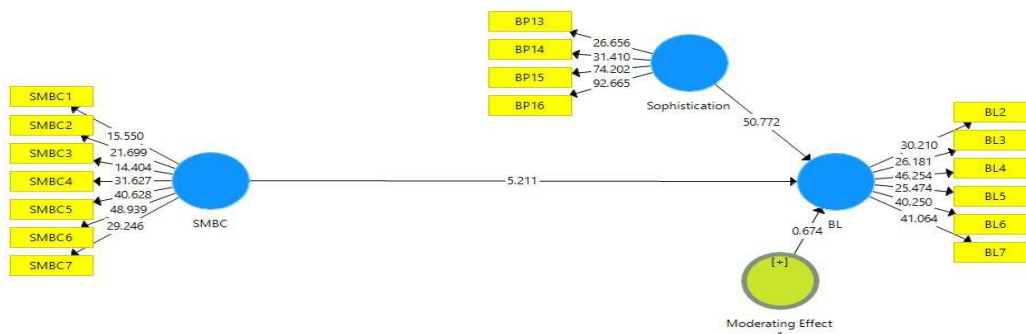 BP13
BP14
BP15
BP16
26.656
31.410
74.202
92.665
Sophistication
50.772
SMBC1
SMBC2
SMBC3
SMBC4
SMBC5
SMBC6
SMBC7
15.550
21.699
14.404
31.627
40.628
48.939
29.246
SMBC
5.211
BL
30.210
26.181
46.254
25.474
40.250
41.064
BL2
BL3
BL4
BL5
BL6
BL7
0.674
[+]
Moderating Effect